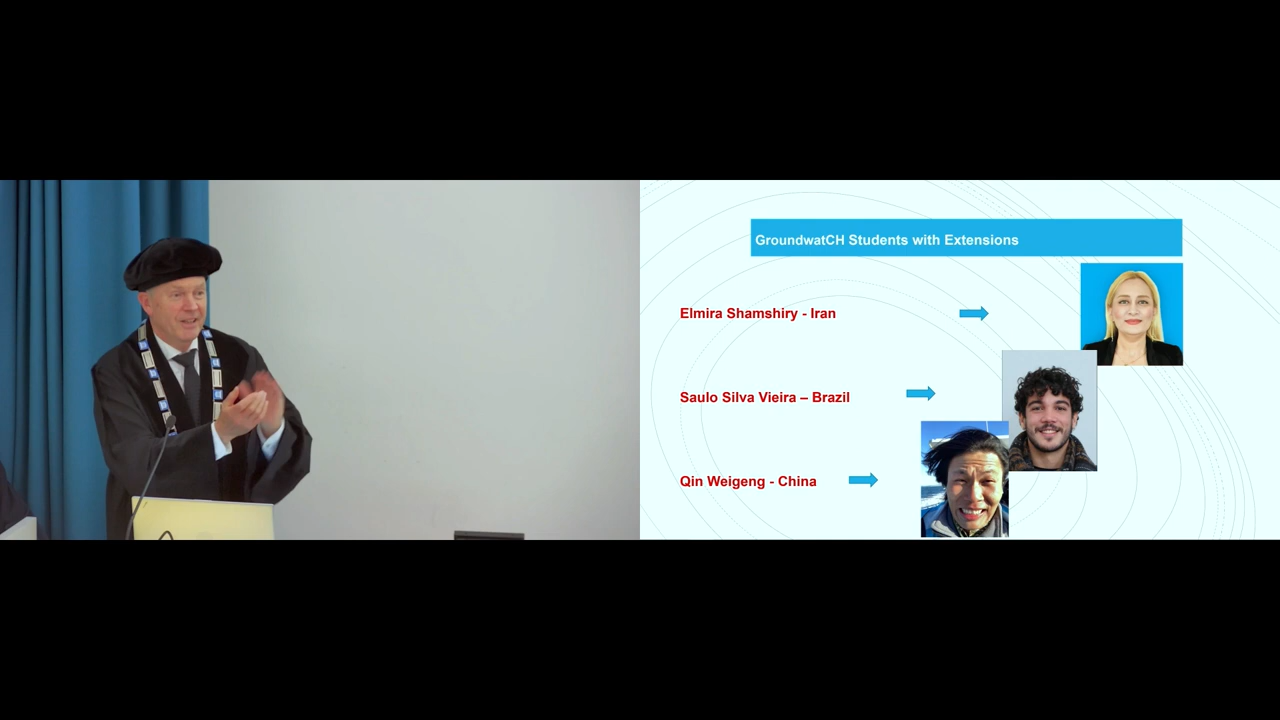 GroundwatCH Students with Extensions
Elmira Shamshiry - Iran
Saulo Silva Vieira – Brazil
Qin Weigeng - China